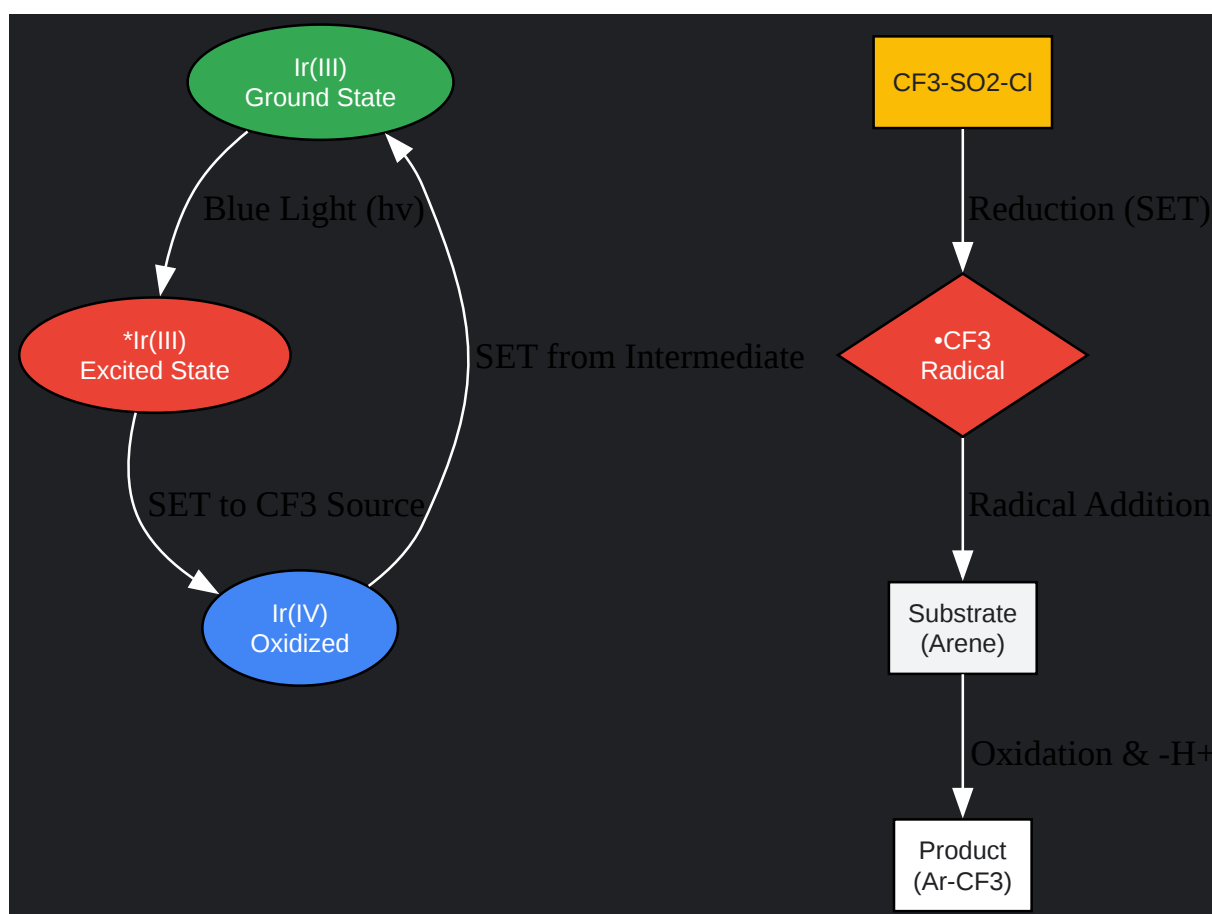 Ir(III)
Ground State
CF3-SO2-Cl
Blue Light (hv)
Reduction (SET)
*Ir(III)
Excited State
SET from Intermediate
•CF3
Radical
SET to CF3 Source
Radical Addition
Ir(IV)
Oxidized
Substrate
(Arene)
Oxidation & -H+
Product
(Ar-CF3)